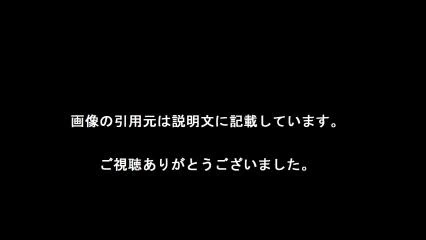 画像の引用元は説明文に記載しています。
ご視聴ありがとうございました。